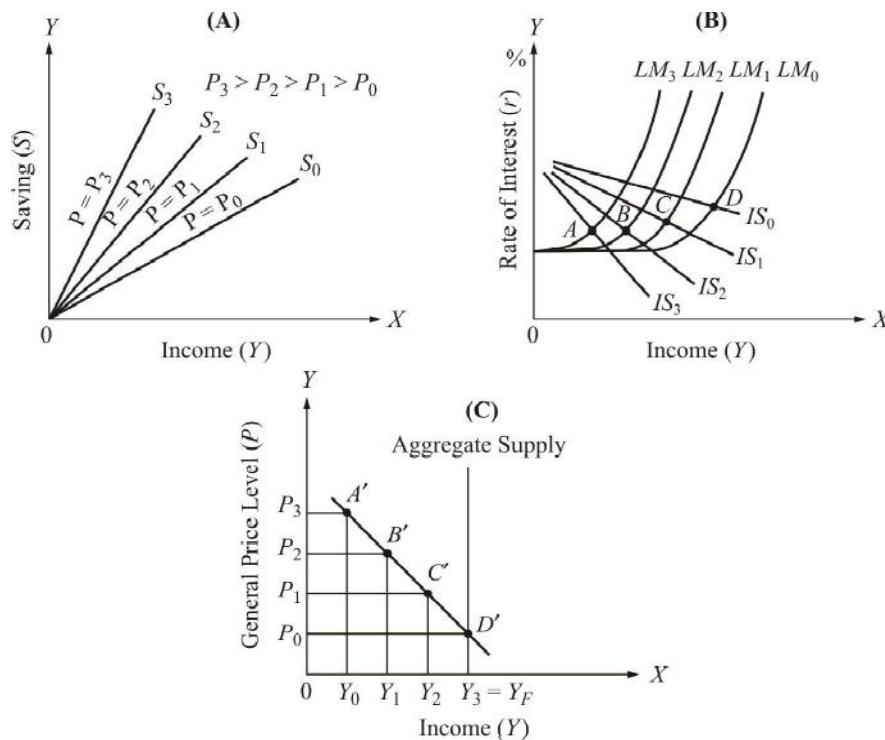 (A)
Y
P3 > P2 > P1 > P0
S3
S2
S1
S0
P = P3
P = P2
P = P1
P = P0
Saving (S)
0
X
Income (Y)
(B)
Y
%
LM3 LM2 LM1 LM0
Rate of Interest (r)
A
B
C
D
IS0
IS1
IS2
IS3
0
X
Income (Y)
(C)
Y
Aggregate Supply
General Price Level (P)
P3
A′
P2
B′
P1
C′
P0
D′
X
0
Y0
Y1
Y2
Y3 = YF
Income (Y)